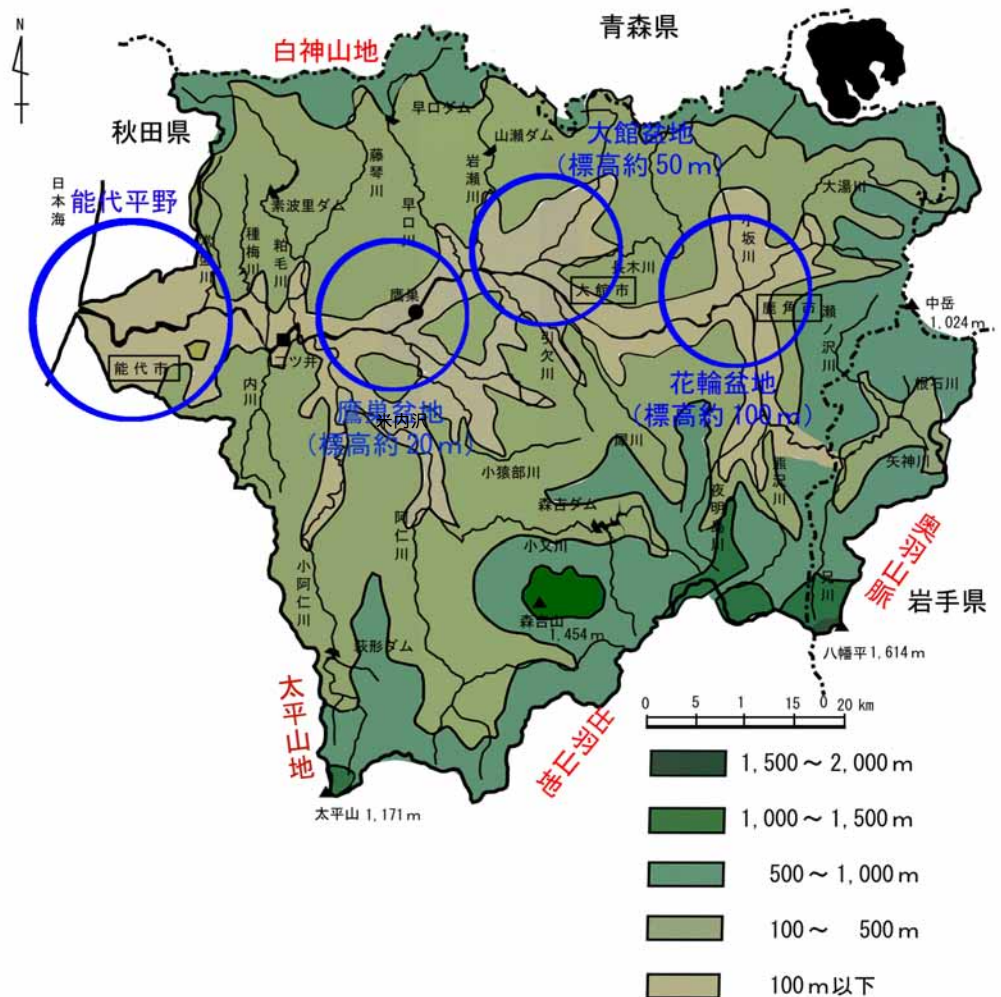 N
青森県
白神山地
秋田県
早口ダム
山瀬ダム
大館盆地
(標高約50m)
藤琴川
岩瀬川
日本海
能代平野
素波里ダム
早口川
大湯川
種梅川
粕毛川
小坂川
長木川
鷹巣
大館市
鹿角市
中岳
1,024m
瀬ノ沢川
能代市
二ツ井
引欠川
内川
鷹巣盆地
(標高約20m)
米内沢
花輪盆地
(標高約100m)
根石川
犀川
小猿部川
熊沢川
矢神川
夜明島川
森吉ダム
阿仁川
小又川
奥羽山脈
岩手県
兄川
小阿仁川
森吉山
1,454m
萩形ダム
八幡平1,614m
太平山地
出羽山地
0 5 1 15 0 20 km
太平山 1,171m
1,500～2,000m
1,000～1,500m
500～1,000m
100～ 500m
100m以下